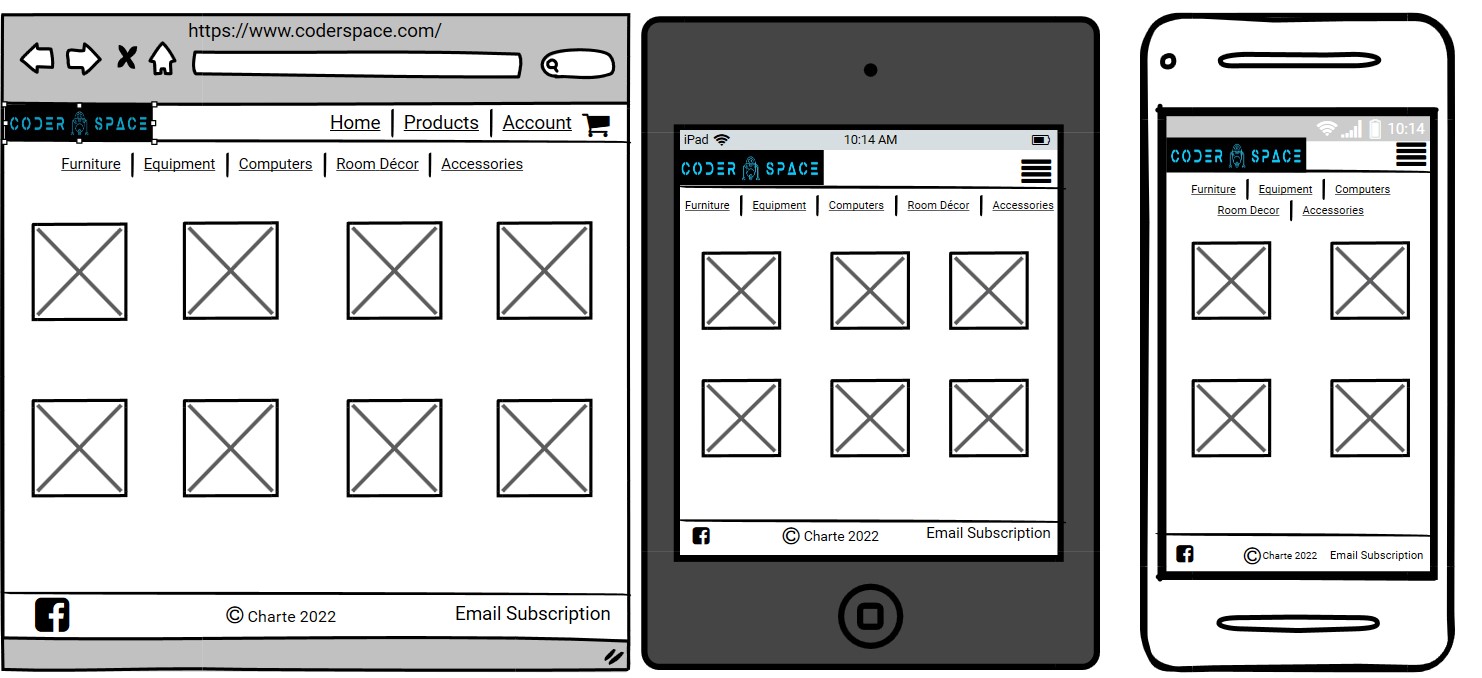 https://www.coderspace.com/
CODER SPACE
Home Products Account
Furniture Equipment Computers Room Décor Accessories
© Charte 2022 Email Subscription
iPad 10:14 AM
CODER SPACE
Furniture Equipment Computers Room Décor Accessories
© Charte 2022 Email Subscription
10:14
CODER SPACE
Furniture Equipment Computers
Room Decor Accessories
© Charte 2022 Email Subscription